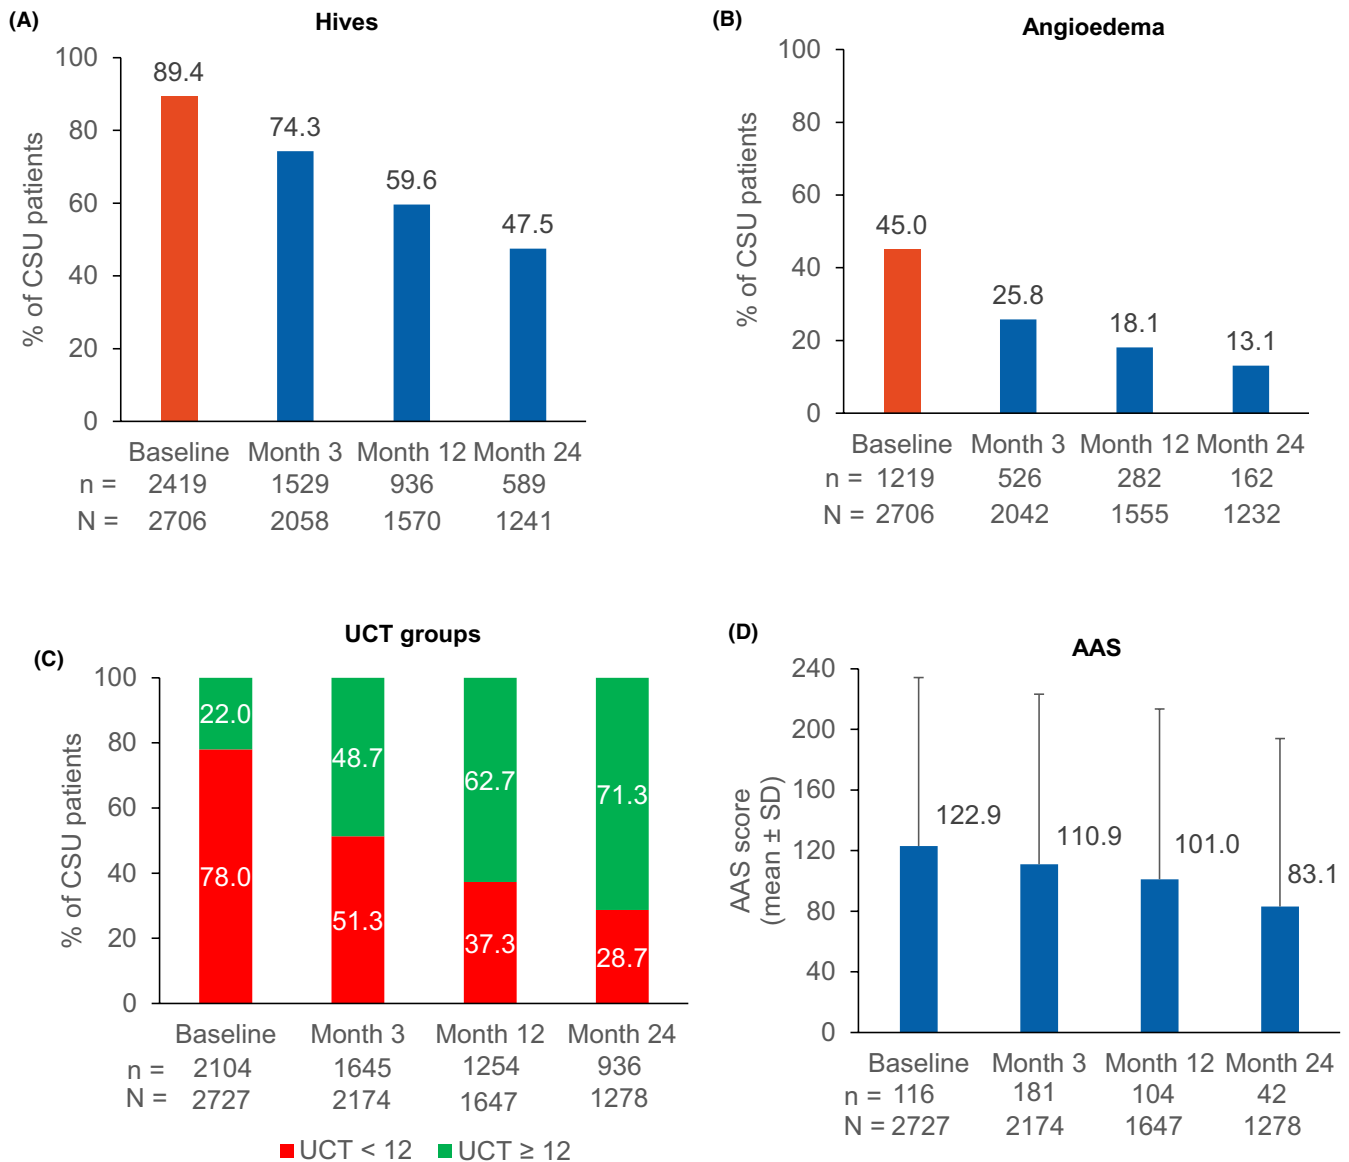 (A)
Hives
100
80
60
40
20
0
% of CSU patients
89.4
74.3
59.6
47.5
Baseline Month 3 Month 12 Month 24
n = 2419 1529 936 589
N = 2706 2058 1570 1241
(B)
Angioedema
100
80
60
40
20
0
% of CSU patients
45.0
25.8
18.1
13.1
Baseline Month 3 Month 12 Month 24
n = 1219 526 282 162
N = 2706 2042 1555 1232
(C)
UCT groups
100
80
60
40
20
0
% of CSU patients
22.0
48.7
62.7
71.3
78.0
51.3
37.3
28.7
Baseline Month 3 Month 12 Month 24
n = 2104 1645 1254 936
N = 2727 2174 1647 1278
UCT < 12 UCT ≥ 12
(D)
AAS
240
200
160
120
80
40
0
AAS score
(mean ± SD)
122.9
110.9
101.0
83.1
Baseline Month 3 Month 12 Month 24
n = 116 181 104 42
N = 2727 2174 1647 1278